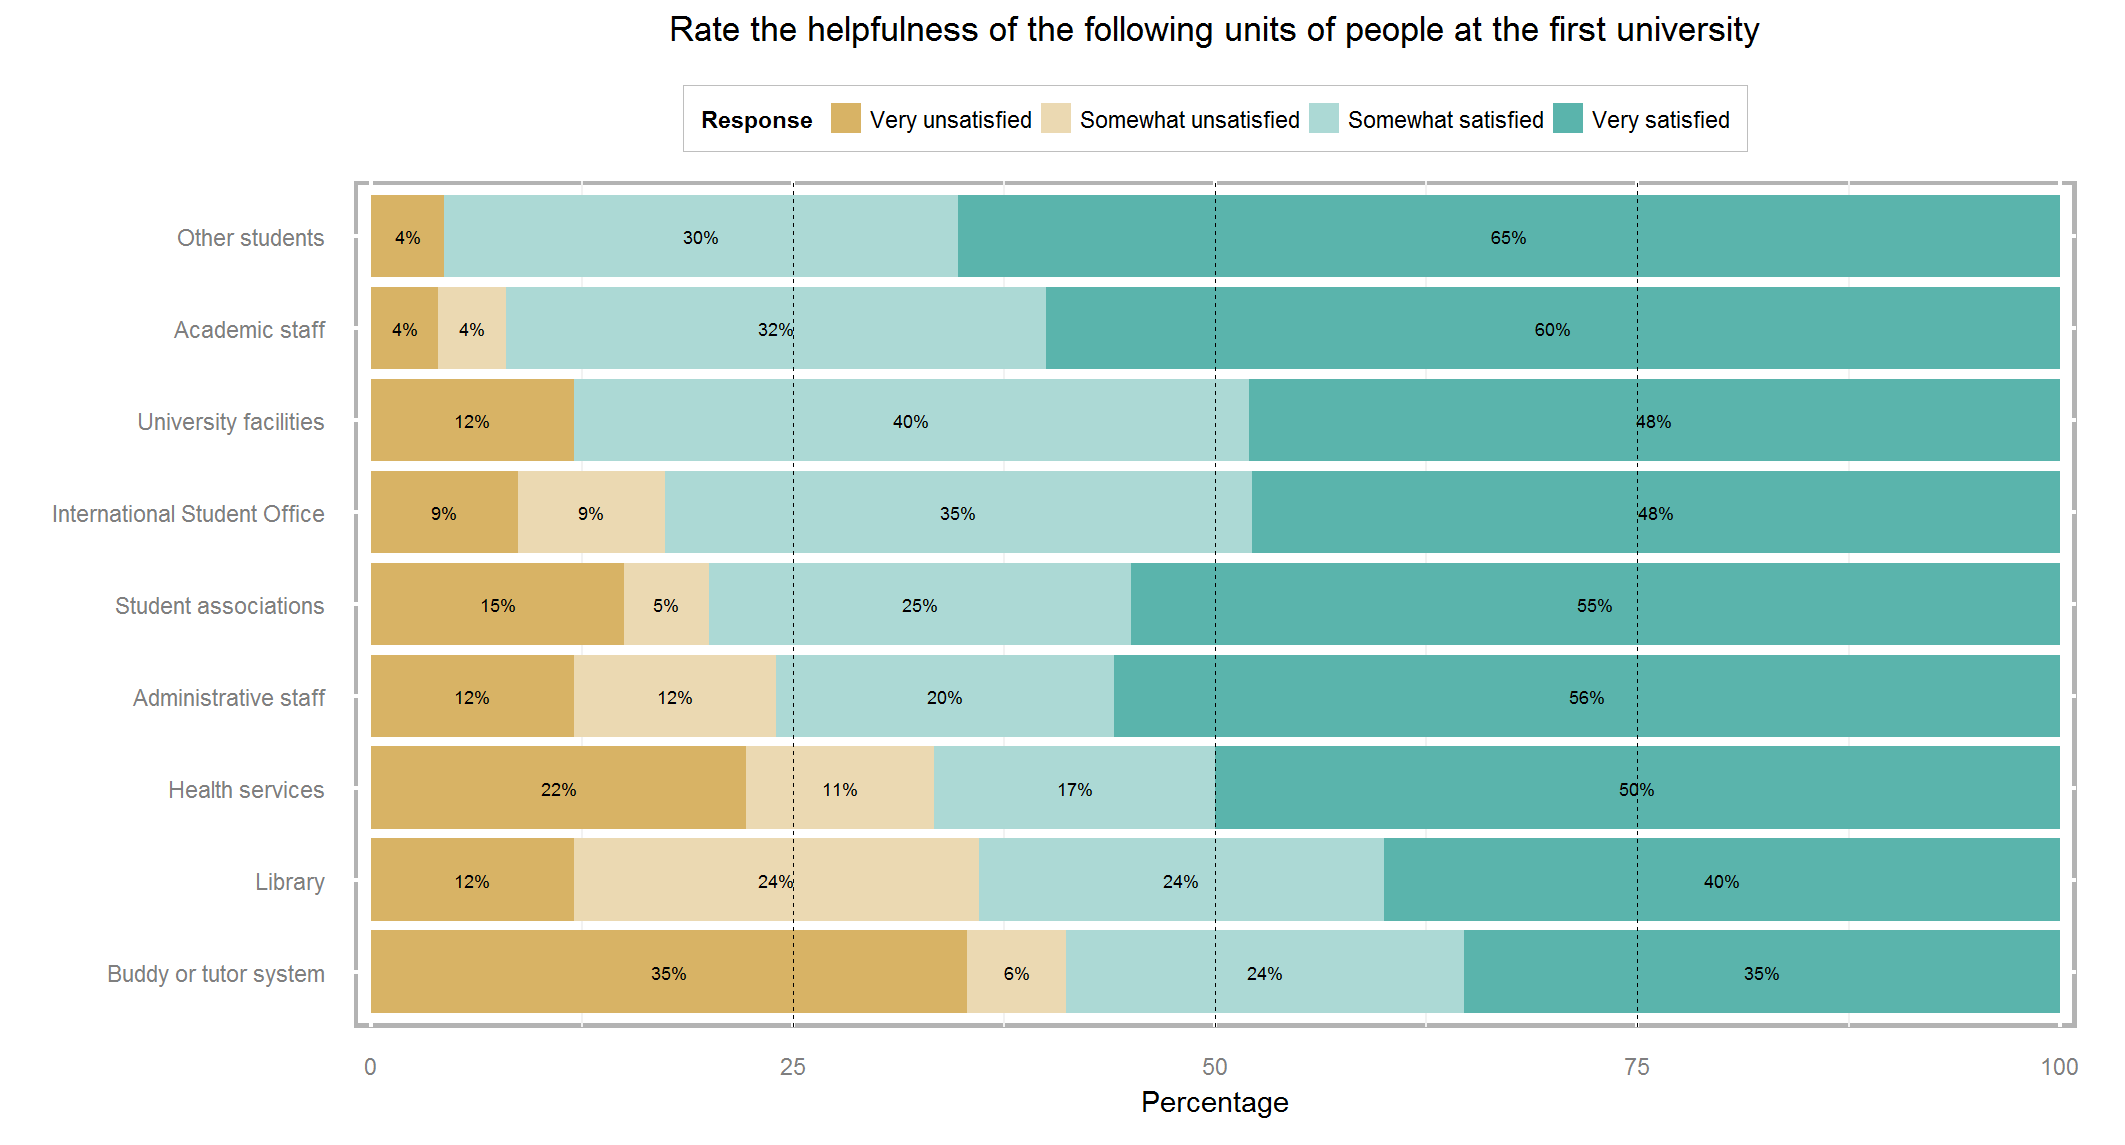 Rate the helpfulness of the following units of people at the first university
Response Very unsatisfied Somewhat unsatisfied Somewhat satisfied Very satisfied
Other students 4% 30% 65%
Academic staff 4% 4% 32% 60%
University facilities 12% 40% 48%
International Student Office 9% 9% 35% 48%
Student associations 15% 5% 25% 55%
Administrative staff 12% 12% 20% 56%
Health services 22% 11% 17% 50%
Library 12% 24% 24% 40%
Buddy or tutor system 35% 6% 24% 35%
0 25 50 75 100
Percentage